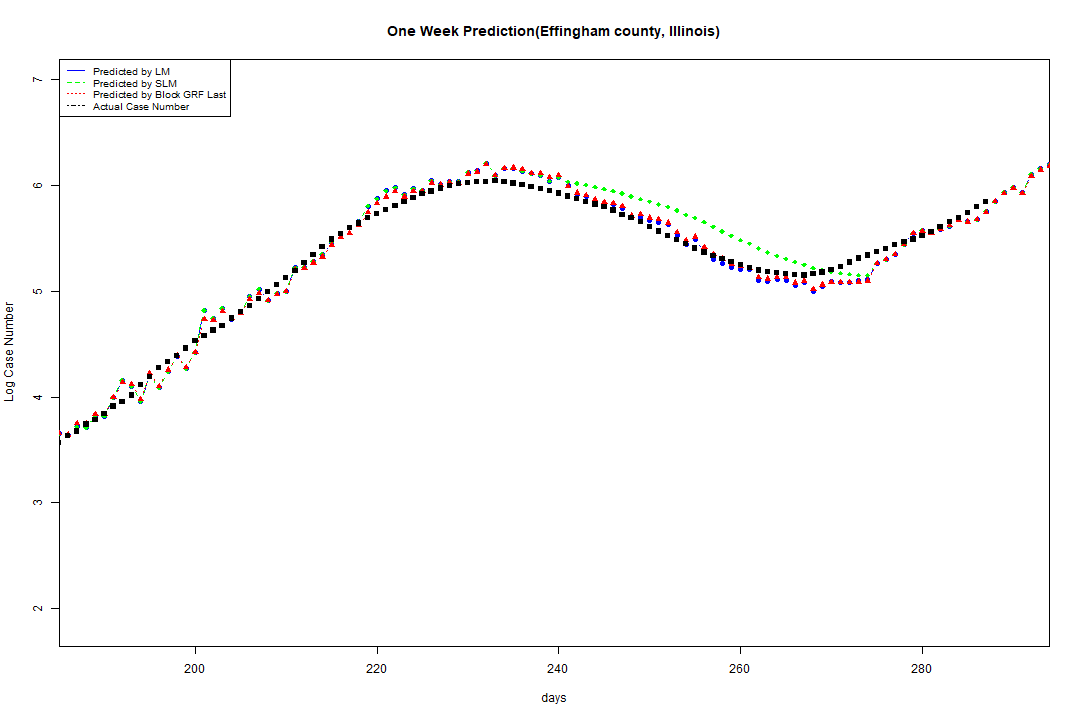 One Week Prediction(Effingham county, Illinois)
Predicted by LM
Predicted by SLM
Predicted by Block GRF Last
Actual Case Number
7
6
5
4
3
2
Log Case Number
200 220 240 260 280
days